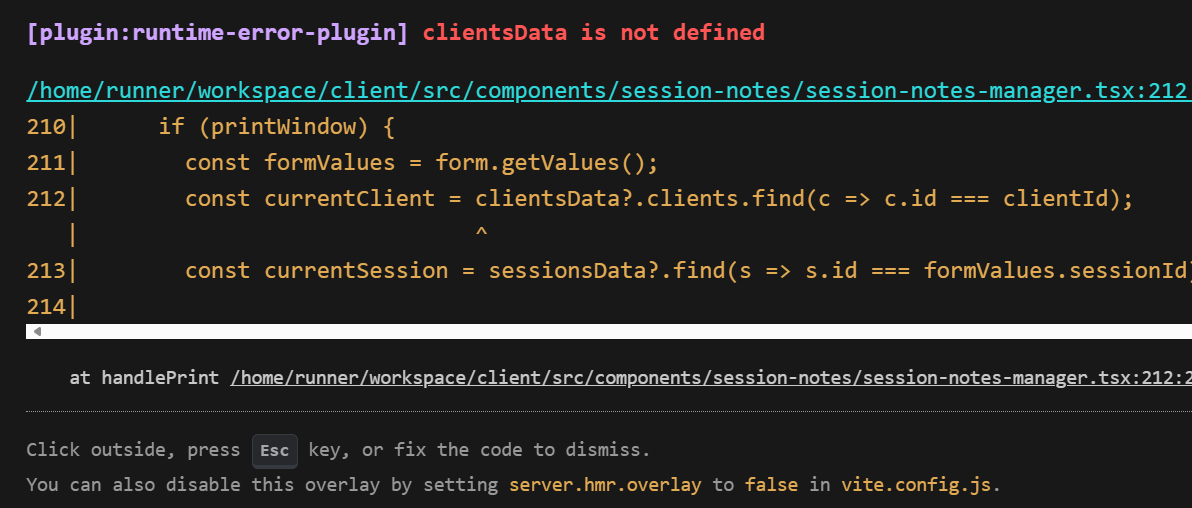 [plugin:runtime-error-plugin] clientsData is not defined
/home/runner/workspace/client/src/components/session-notes/session-notes-manager.tsx:212
210|      if (printWindow) {
211|        const formValues = form.getValues();
212|        const currentClient = clientsData?.clients.find(c => c.id === clientId);
   |                              ^
213|        const currentSession = sessionsData?.find(s => s.id === formValues.sessionId)
214|
at handlePrint /home/runner/workspace/client/src/components/session-notes/session-notes-manager.tsx:212:2
Click outside, press Esc key, or fix the code to dismiss.
You can also disable this overlay by setting server.hmr.overlay to false in vite.config.js.